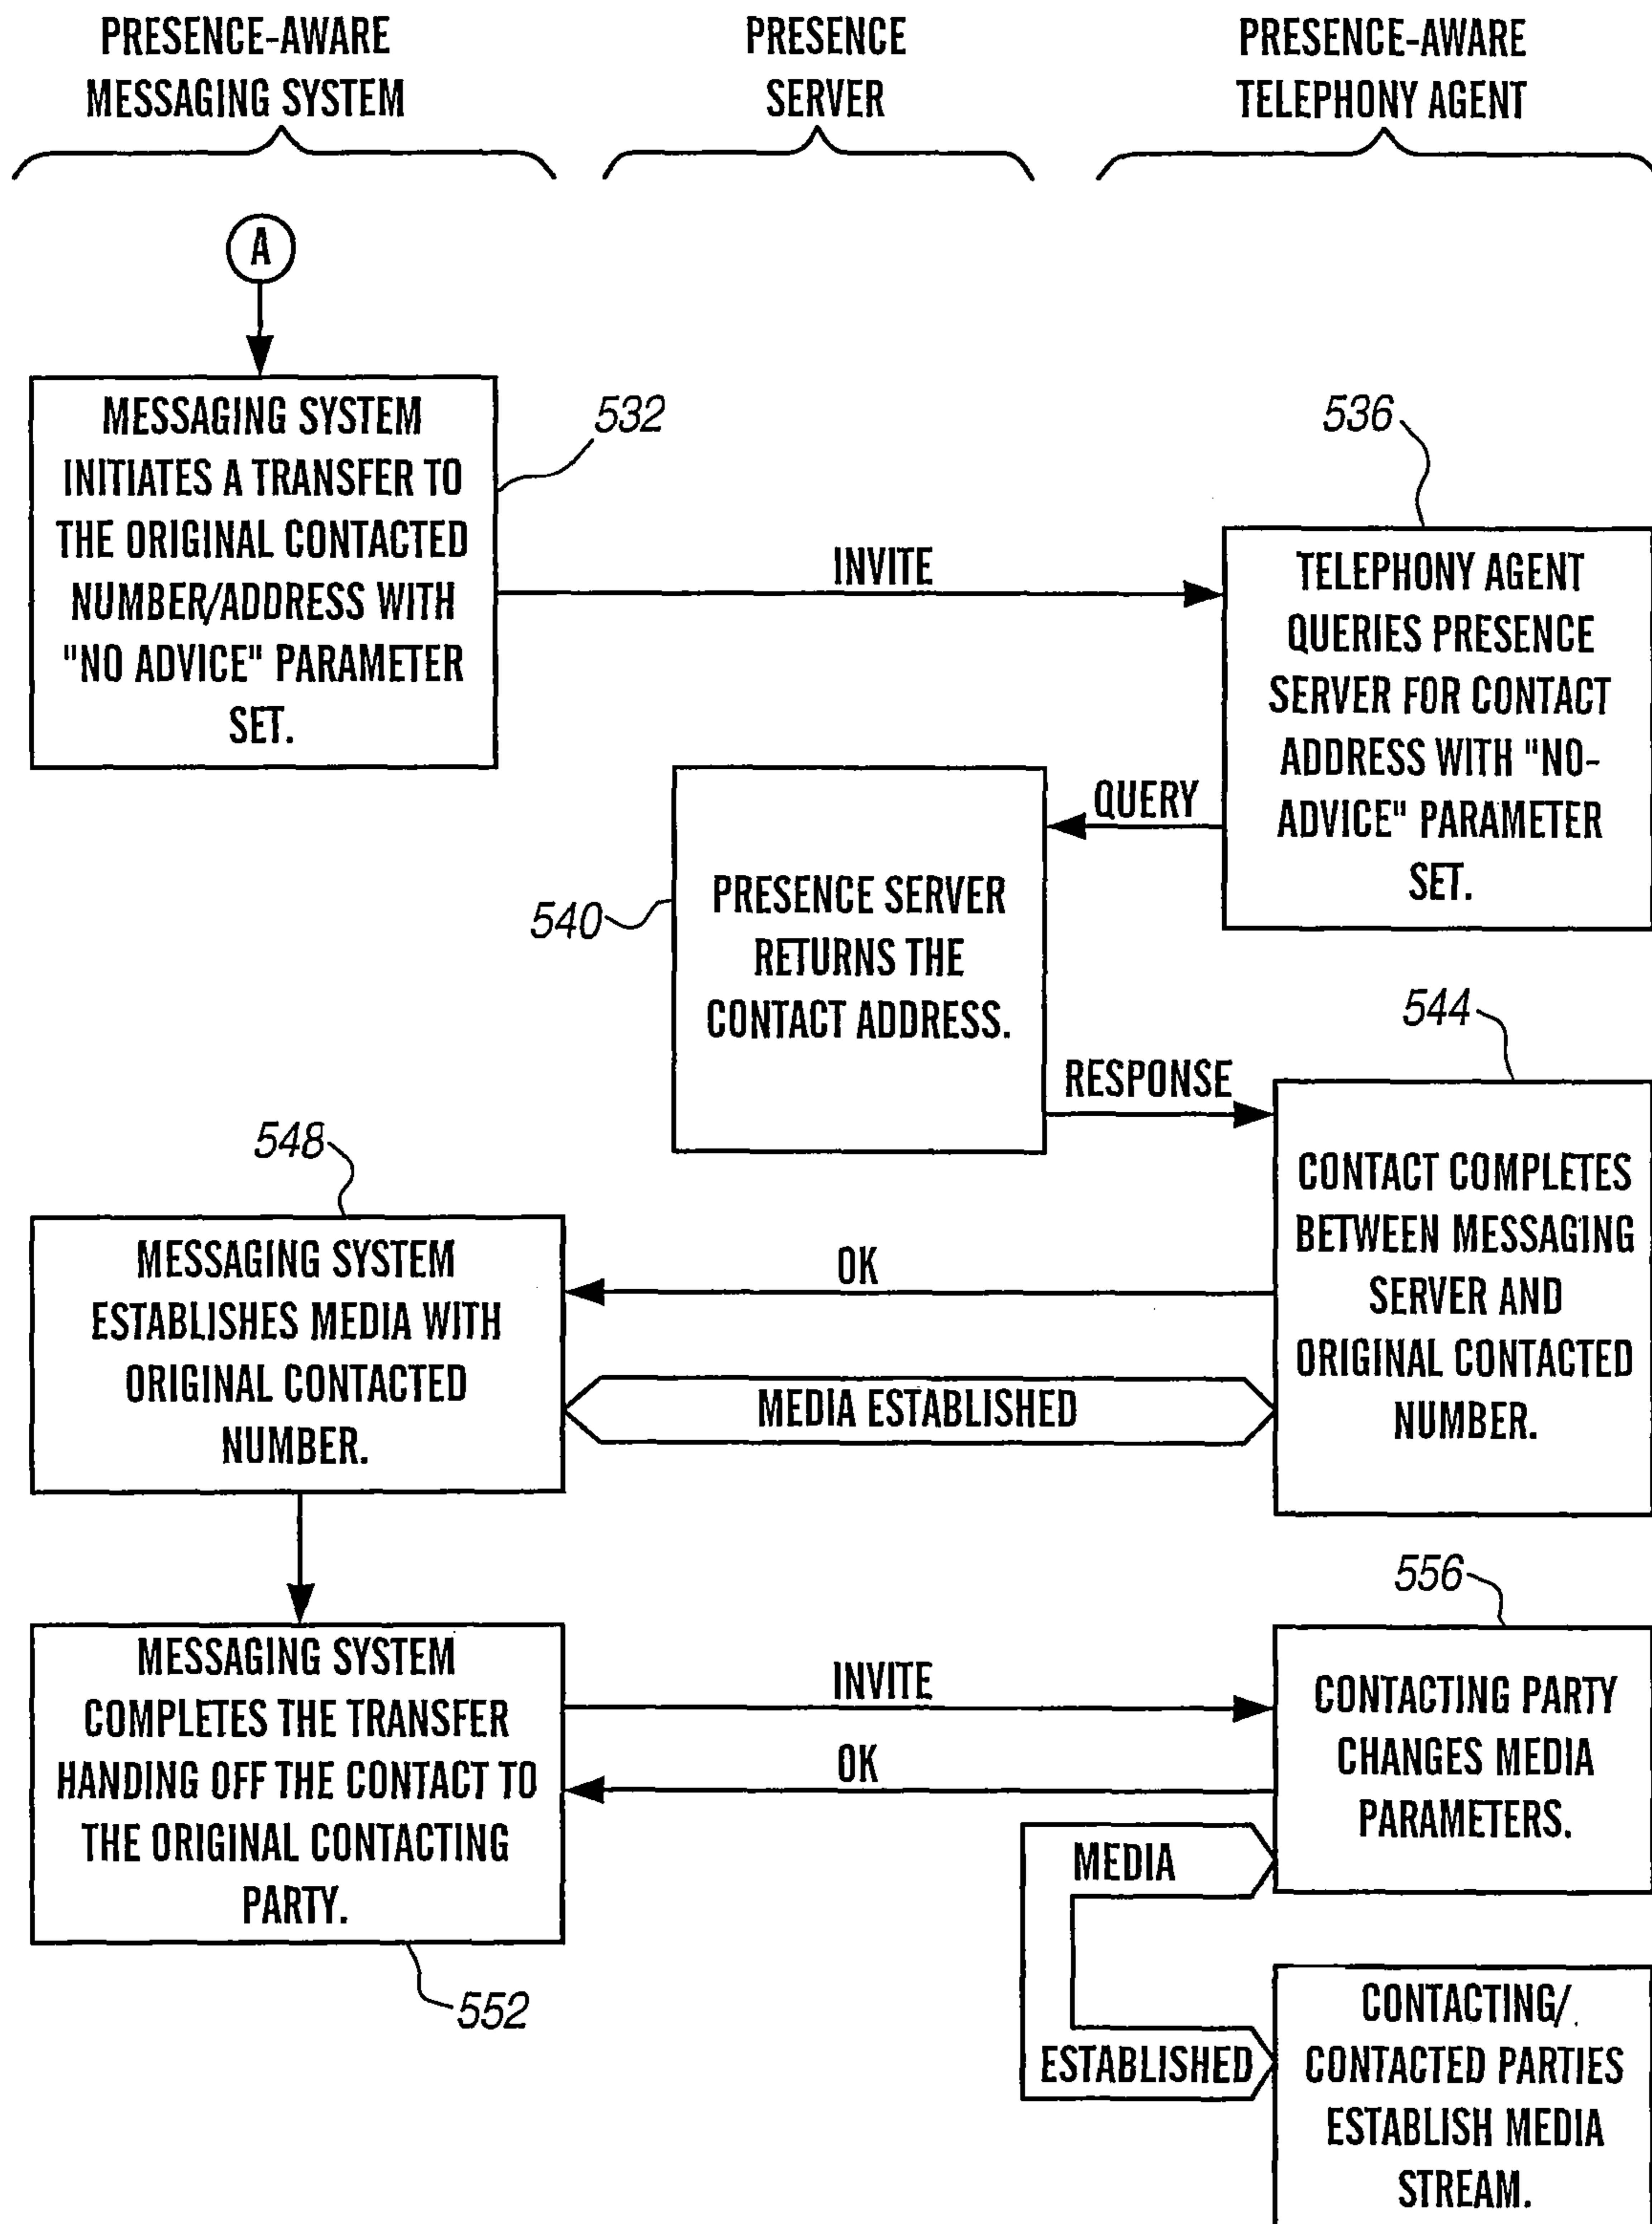 PRESENCE-AWARE
MESSAGING SYSTEM
PRESENCE
SERVER
PRESENCE-AWARE
TELEPHONY AGENT
A
MESSAGING SYSTEM
INITIATES A TRANSFER TO
THE ORIGINAL CONTACTED
NUMBER/ADDRESS WITH
"NO ADVICE" PARAMETER
SET.
532
INVITE
536
TELEPHONY AGENT
QUERIES PRESENCE
SERVER FOR CONTACT
ADDRESS WITH "NO-
ADVICE" PARAMETER
SET.
QUERY
540
PRESENCE SERVER
RETURNS THE
CONTACT ADDRESS.
RESPONSE
544
CONTACT COMPLETES
BETWEEN MESSAGING
SERVER AND
ORIGINAL CONTACTED
NUMBER.
548
MESSAGING SYSTEM
ESTABLISHES MEDIA WITH
ORIGINAL CONTACTED
NUMBER.
OK
MEDIA ESTABLISHED
MESSAGING SYSTEM
COMPLETES THE TRANSFER
HANDING OFF THE CONTACT TO
THE ORIGINAL CONTACTING
PARTY.
552
INVITE
OK
556
CONTACTING PARTY
CHANGES MEDIA
PARAMETERS.
MEDIA
ESTABLISHED
CONTACTING/
CONTACTED PARTIES
ESTABLISH MEDIA
STREAM.